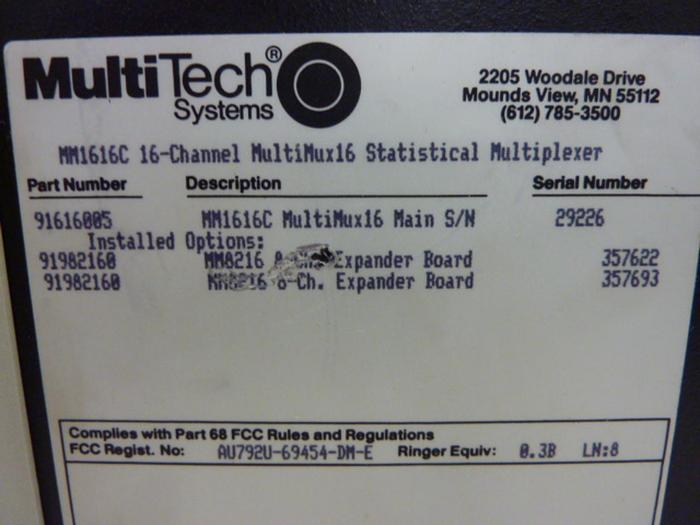 MultiTech®
Systems
2205 Woodale Drive
Mounds View, MN 55112
(612) 785-3500
MM1616C 16-Channel MultiMux16 Statistical Multiplexer
Part Number Description Serial Number
91616005 MM1616C MultiMux16 Main S/N 29226
Installed Options:
91982160 MM8216 8-Ch. Expander Board 357622
91982160 MM8216 8-Ch. Expander Board 357693
Complies with Part 68 FCC Rules and Regulations
FCC Regist. No: AU792U-69454-DM-E Ringer Equiv: 0.3B LN:8